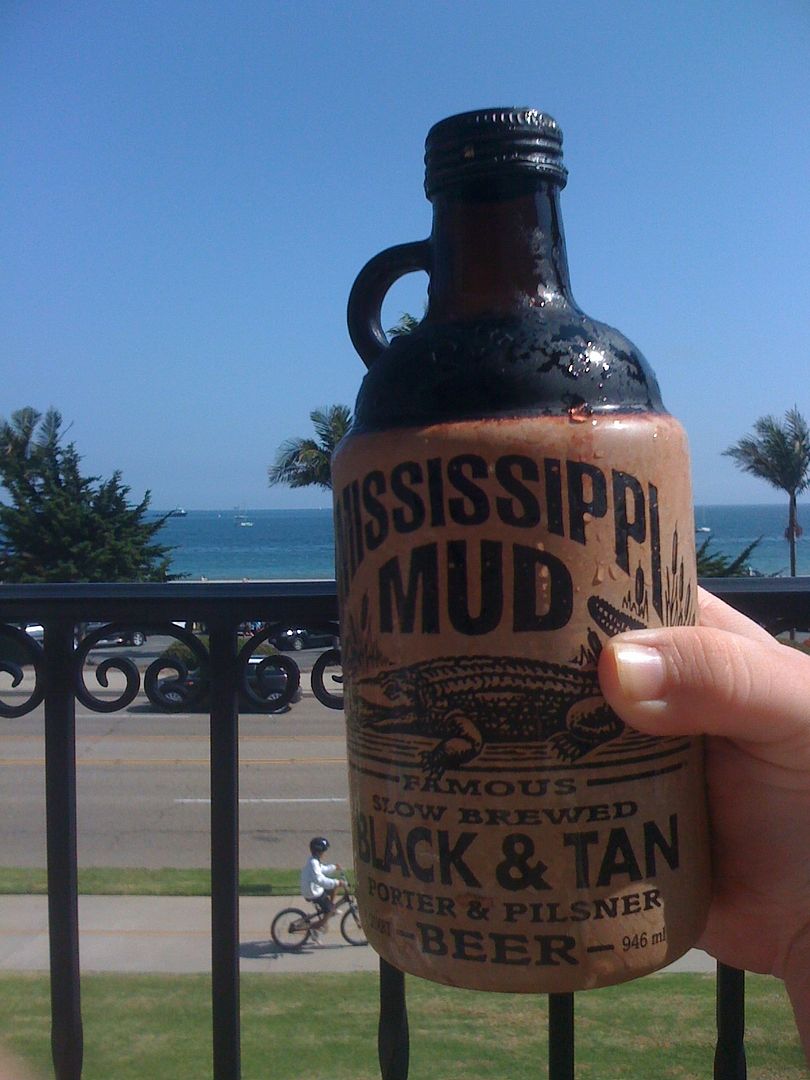 MISSISSIPPI
MUD
FAMOUS
SLOW BREWED
BLACK & TAN
PORTER & PILSNER
BEER
946 ml